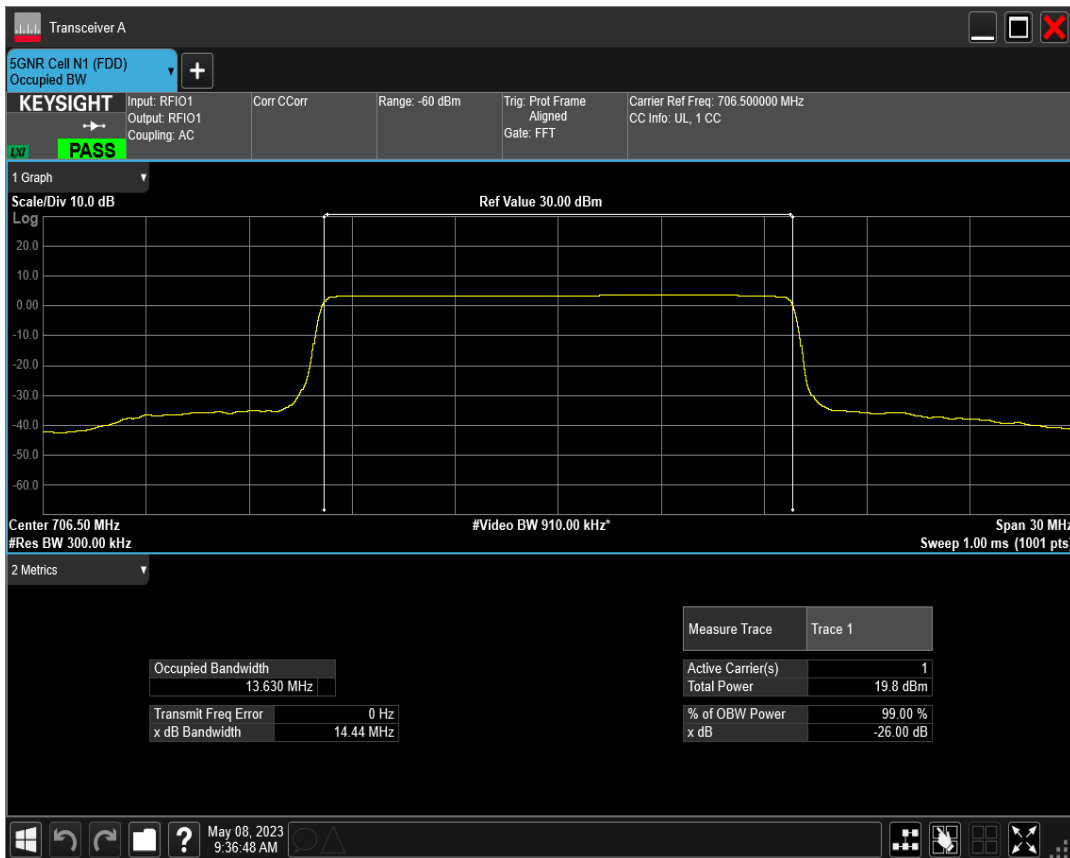 Transceiver A
5GNR Cell N1 (FDD)
Occupied BW
+
KEYSIGHT
LXI
PASS
Input: RFIO1
Output: RFIO1
Coupling: AC
Corr CCorr
Range: -60 dBm
Trig: Prot Frame
Aligned
Gate: FFT
Carrier Ref Freq: 706.500000 MHz
CC Info: UL, 1 CC
1 Graph
Scale/Div 10.0 dB
Ref Value 30.00 dBm
Log
20.0
10.0
0.00
-10.0
-20.0
-30.0
-40.0
-50.0
-60.0
Center 706.50 MHz
#Video BW 910.00 kHz*
Span 30 MHz
#Res BW 300.00 kHz
Sweep 1.00 ms (1001 pts)
2 Metrics
Measure Trace Trace 1
Occupied Bandwidth
13.630 MHz
Active Carrier(s) 1
Total Power 19.8 dBm
Transmit Freq Error 0 Hz
x dB Bandwidth 14.44 MHz
% of OBW Power 99.00 %
x dB -26.00 dB
?
May 08, 2023
9:36:48 AM